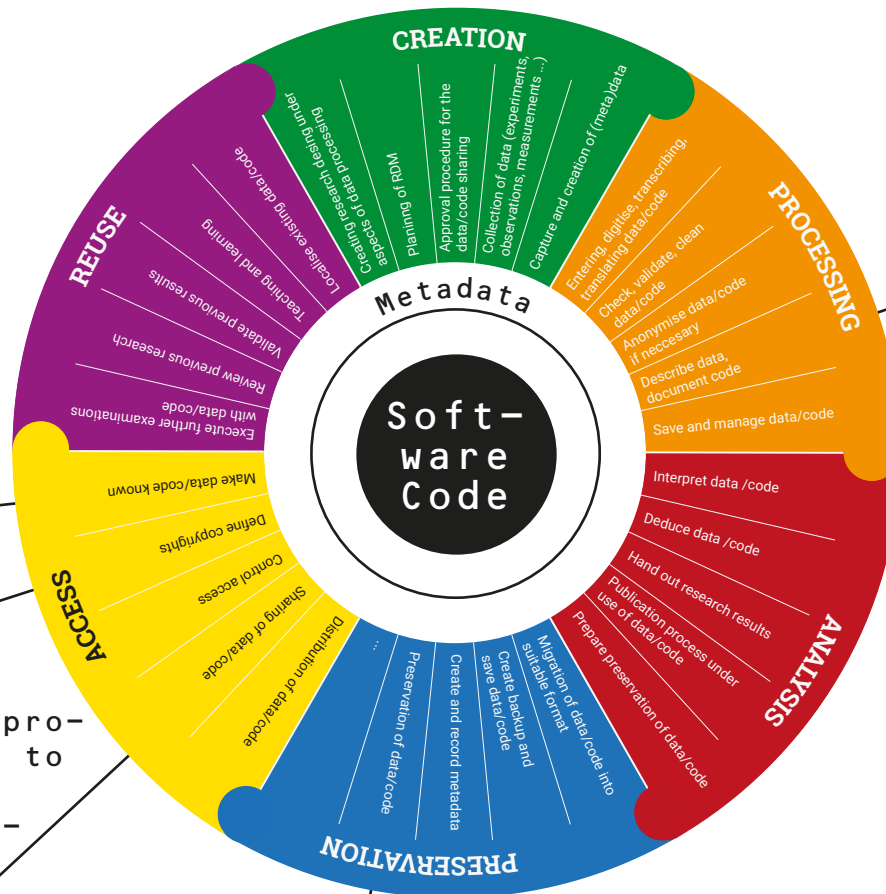 CREATION
Creating research desing under
aspects of data processing
Planning of RDM
Approval procedure for the
data/code sharing
Collection of data (experiments,
observations, measurements ...)
Capture and creation of (meta)data
PROCESSING
Entering, digitise, transcribing,
translating data/code
Check, validate, clean
data/code
Anonymise data/code
if neccesary
Describe data,
document code
Save and manage data/code
ANALYSIS
Interpret data /code
Deduce data /code
Hand out research results
Publication process under
use of data/code
Prepare preservation of data/code
PRESERVATION
Migration of data/code into
suitable format
Create backup and
save data/code
Create and record metadata
Preservation of data/code
...
ACCESS
Distribution of data/code
Sharing of data/code
Control access
Define copyrights
Make data/code known
REUSE
Execute further examinations
with data/code
Review previous research
Validate previous results
Teaching and learning
Localise existing data/code
Metadata
Soft-
ware
Code
pro-
to
-